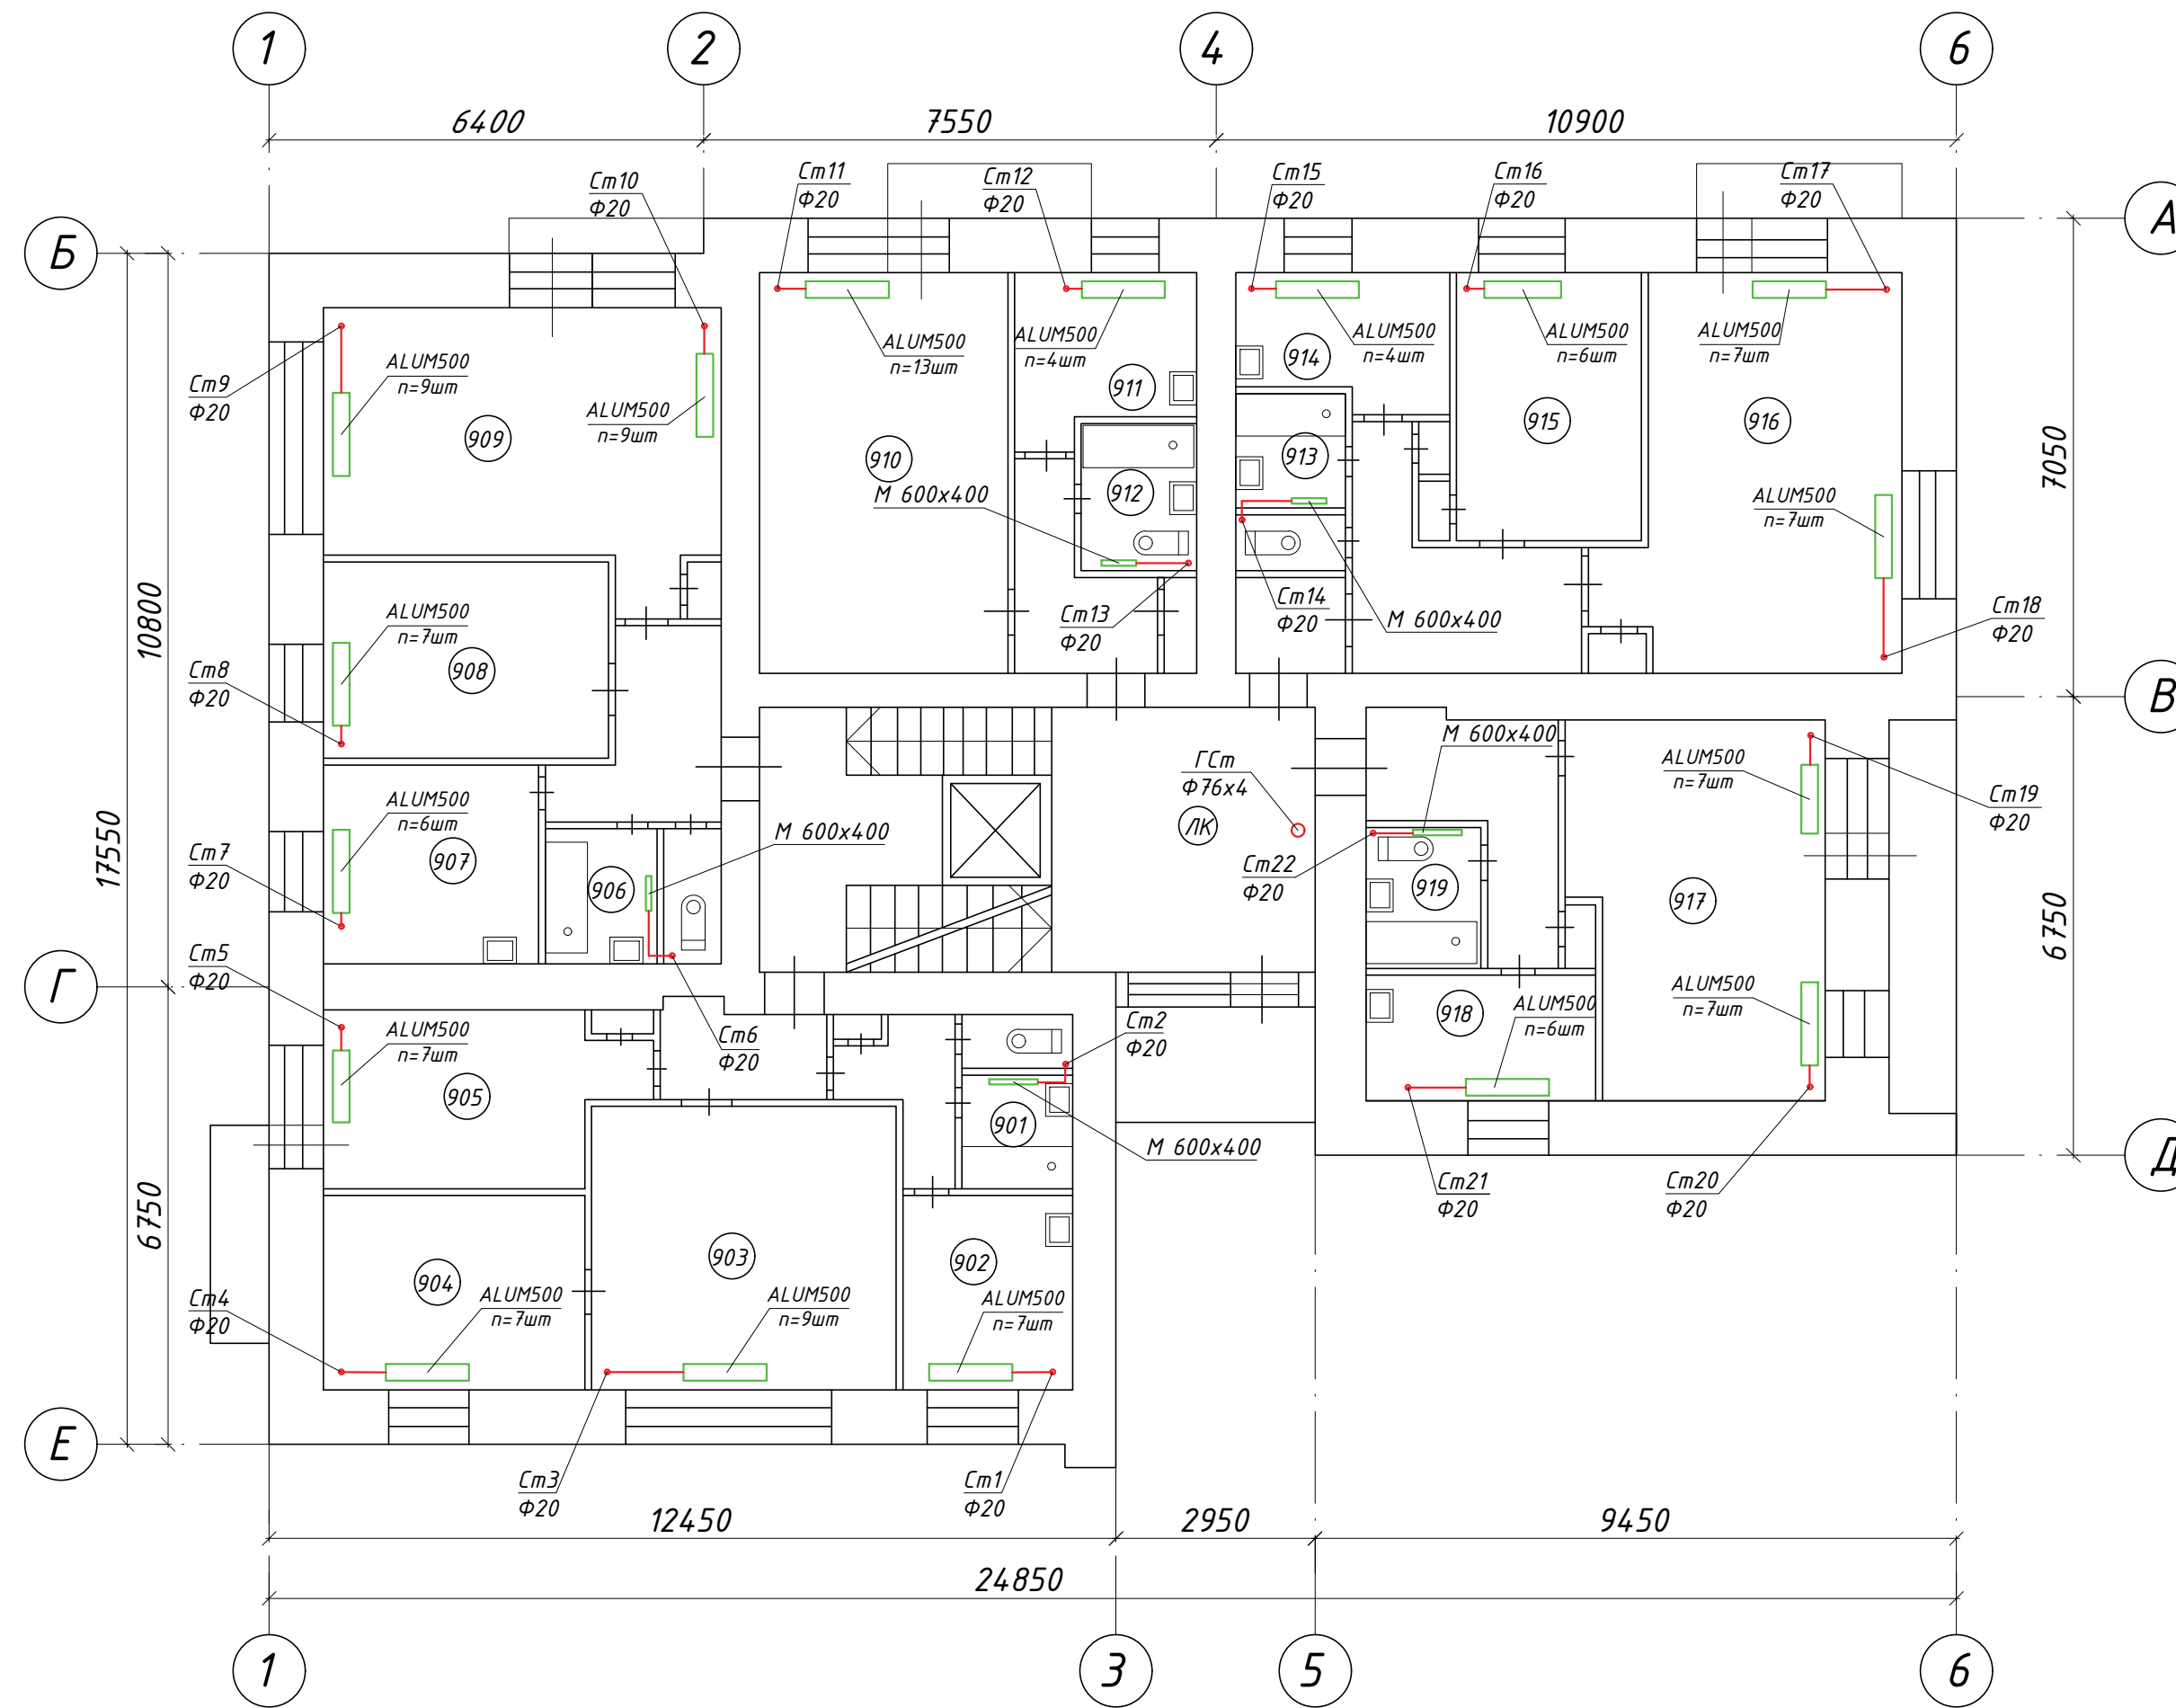 1
2
4
6
6400
7550
10900
Ст10
Ф20
Ст11
Ф20
Ст12
Ф20
Ст15
Ф20
Ст16
Ф20
Ст17
Ф20
Б
А
Ст9
Ф20
ALUM500
n=9шт
ALUM500
n=9шт
909
ALUM500
n=13шт
ALUM500
n=4шт
911
910
912
М 600х400
Ст13
Ф20
ALUM500
n=4шт
914
913
ALUM500
n=6шт
915
ALUM500
n=7шт
916
ALUM500
n=7шт
7050
Ст14
Ф20
М 600х400
Ст18
Ф20
10800
17550
ALUM500
n=7шт
908
Ст8
Ф20
В
ALUM500
n=6шт
907
Ст7
Ф20
906
М 600х400
ГСт
Ф76х4
ЛК
М 600х400
Ст22
Ф20
919
ALUM500
n=7шт
Ст19
Ф20
917
6750
Ст5
Ф20
Г
ALUM500
n=7шт
905
Ст6
Ф20
Ст2
Ф20
901
М 600х400
918
ALUM500
n=6шт
ALUM500
n=7шт
Ст21
Ф20
Ст20
Ф20
Д
6750
Ст4
Ф20
904
ALUM500
n=7шт
903
ALUM500
n=9шт
902
ALUM500
n=7шт
Е
Ст3
Ф20
Ст1
Ф20
12450
2950
9450
24850
1
3
5
6